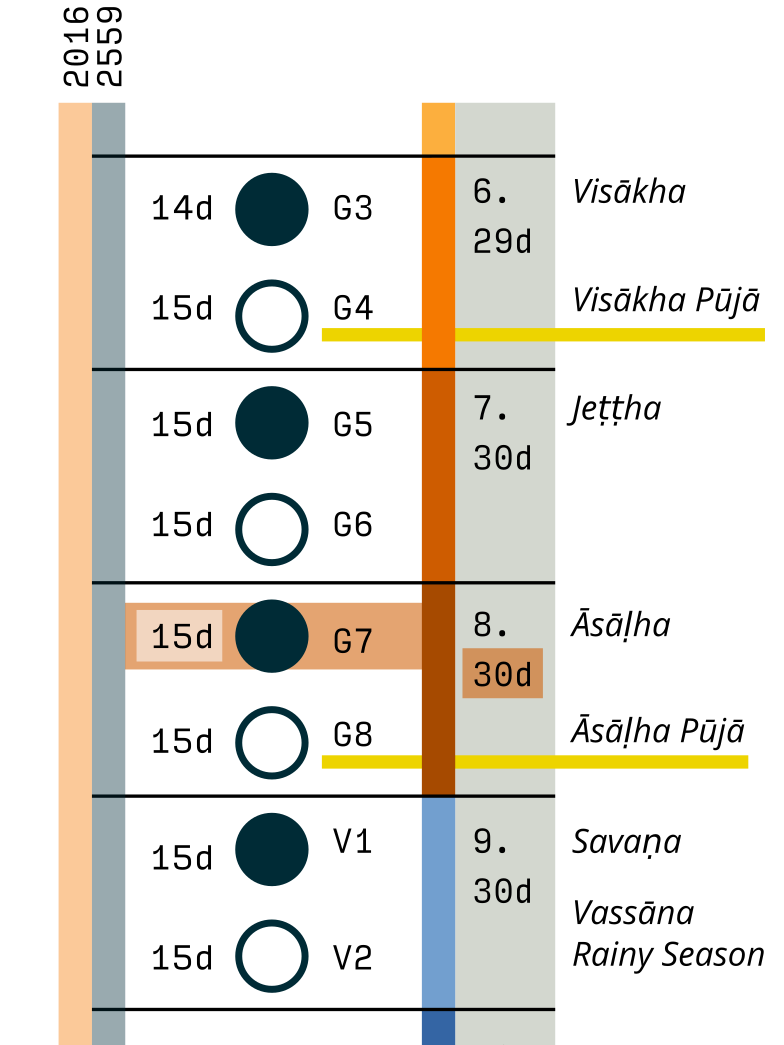 2016
2559
14d G3 6. Visākha
29d
15d G4 Visākha Pūjā
15d G5 7. Jeṭṭha
30d
15d G6
15d G7 8. Āsāḷha
30d
15d G8 Āsāḷha Pūjā
15d V1 9. Savaṇa
30d
Vassāna
15d V2 Rainy Season